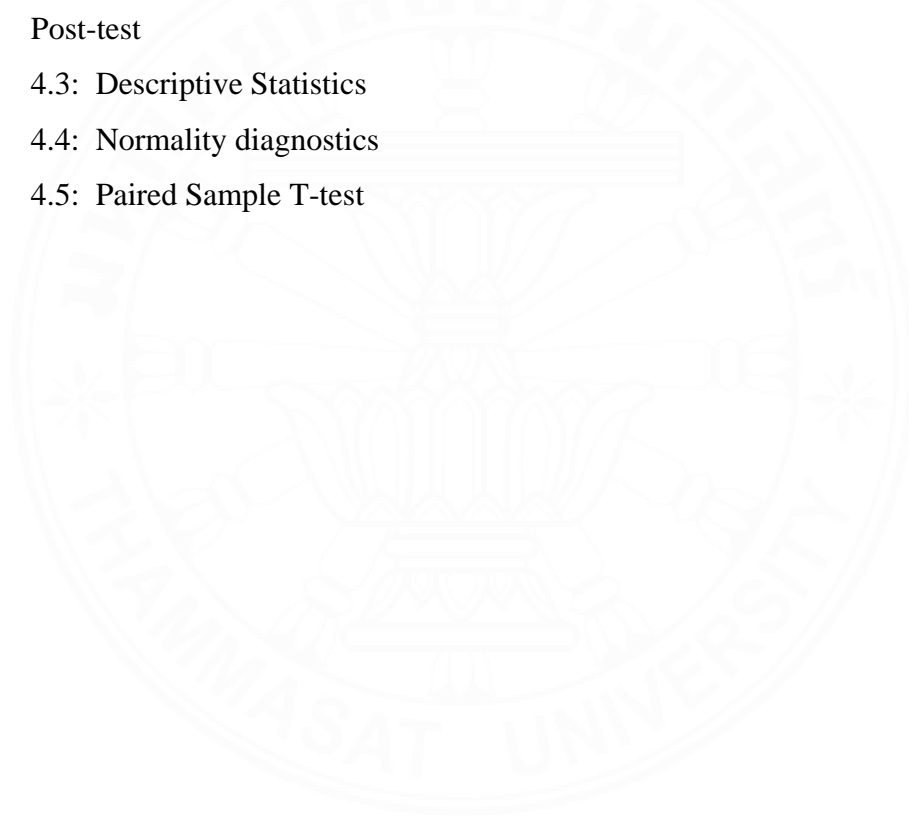 Post-test
4.3: Descriptive Statistics
4.4: Normality diagnostics
4.5: Paired Sample T-test
THAMMASAT UNIVERSITY